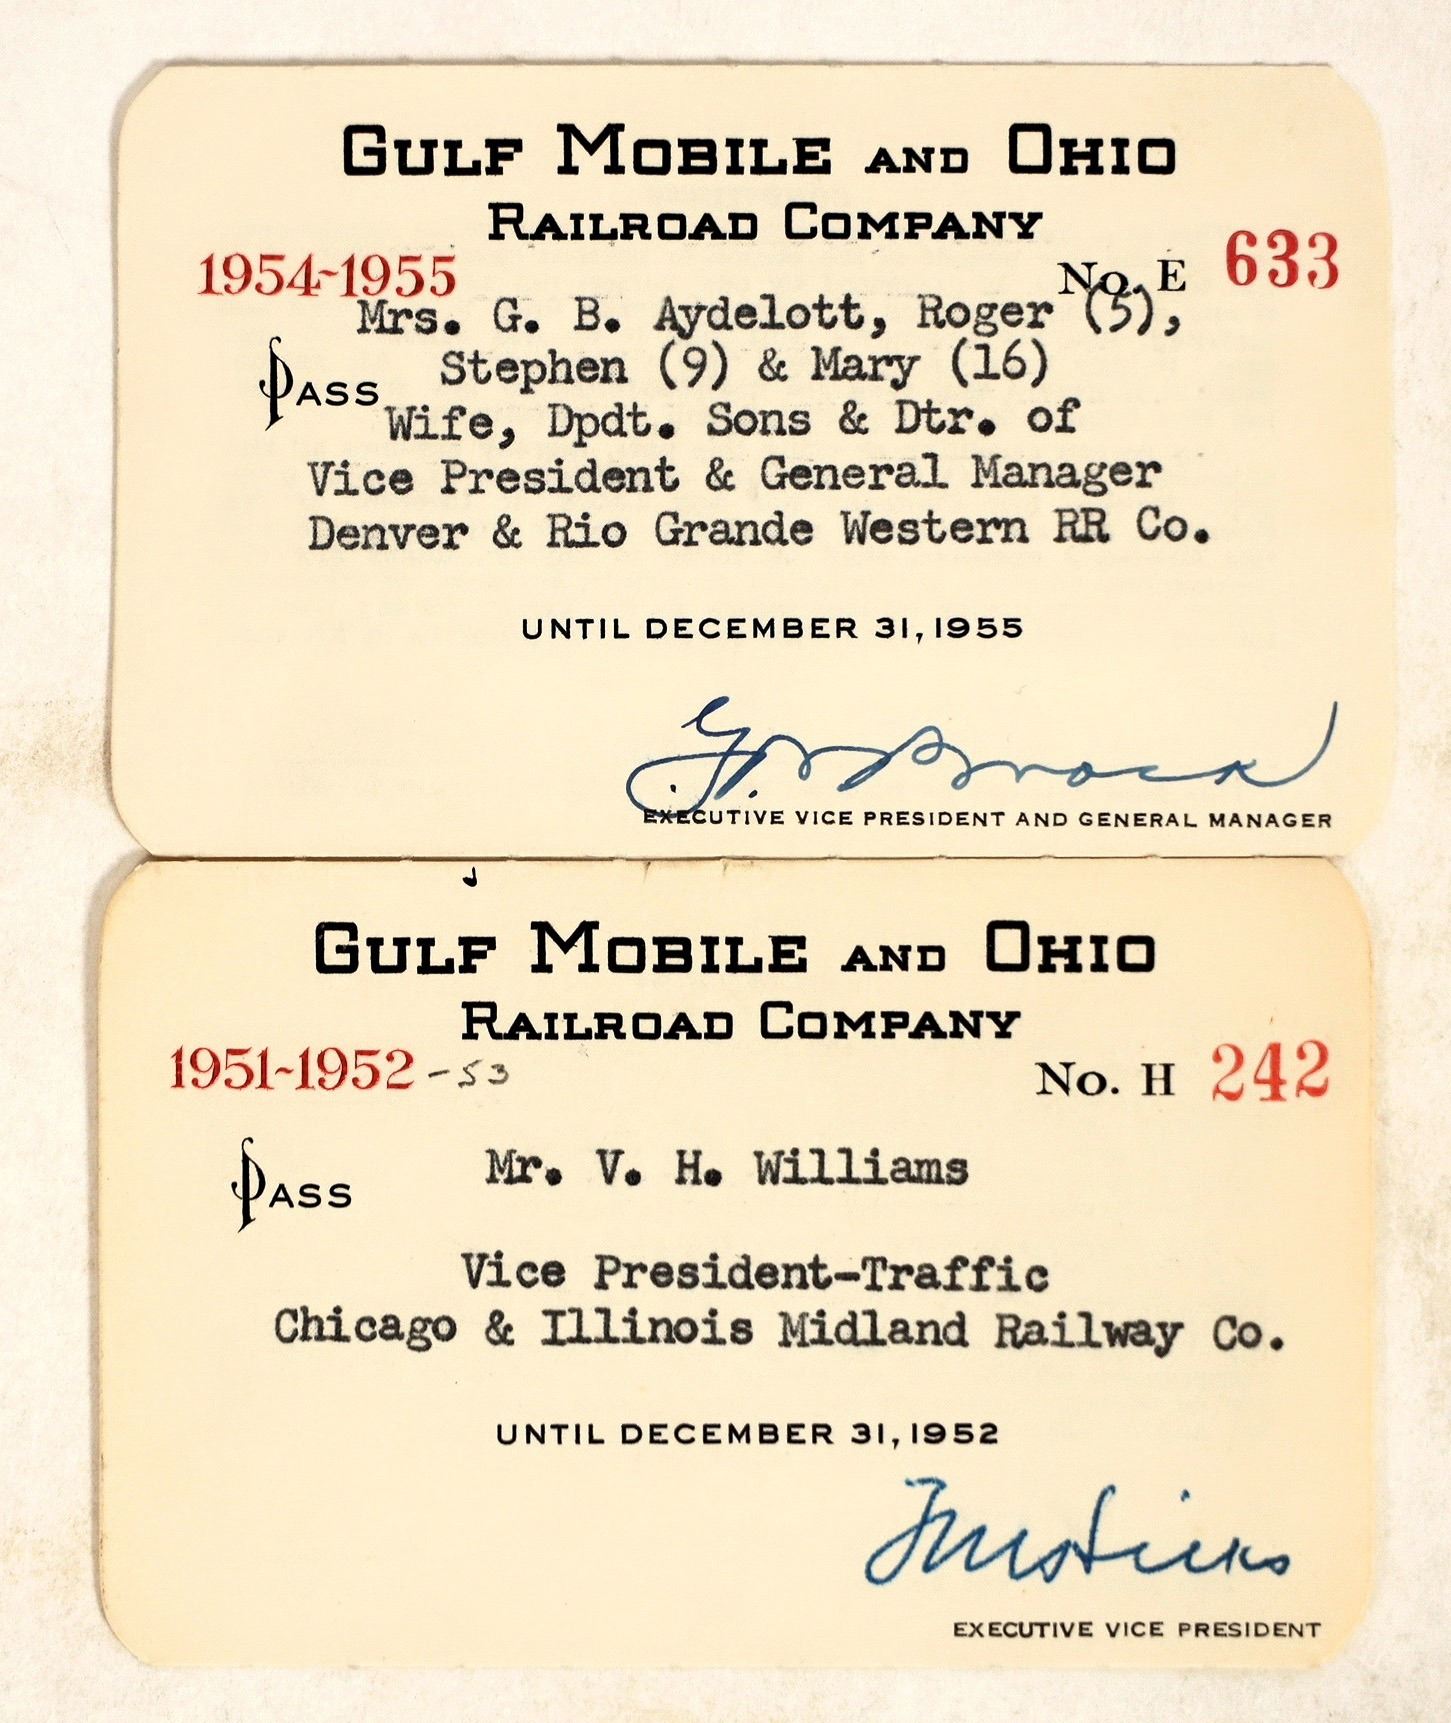 GULF MOBILE AND OHIO
RAILROAD COMPANY
1954-1955
No. E 633
Mrs. G. B. Aydelott, Roger (5),
Stephen (9) & Mary (16)
PASS
Wife, Dpdt. Sons & Dtr. of
Vice President & General Manager
Denver & Rio Grande Western RR Co.
UNTIL DECEMBER 31, 1955
EXECUTIVE VICE PRESIDENT AND GENERAL MANAGER
GULF MOBILE AND OHIO
RAILROAD COMPANY
1951-1952 -53
No. H 242
PASS
Mr. V. H. Williams
Vice President-Traffic
Chicago & Illinois Midland Railway Co.
UNTIL DECEMBER 31, 1952
EXECUTIVE VICE PRESIDENT